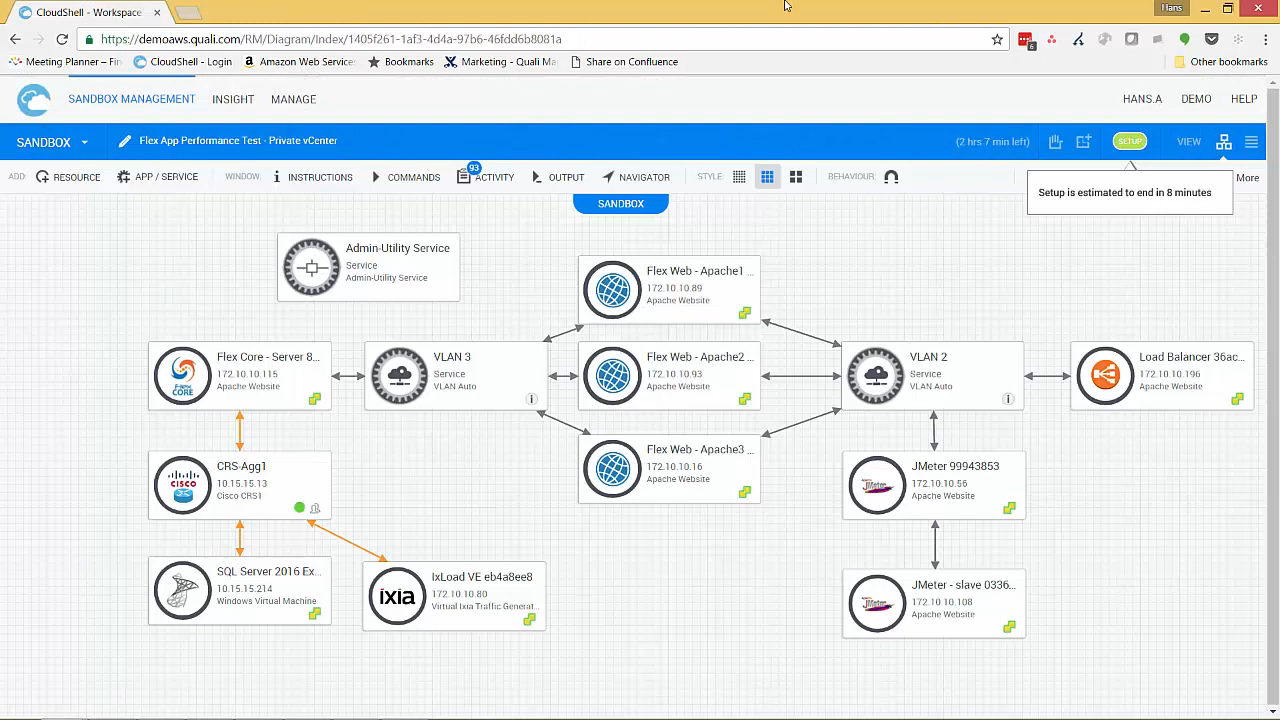 Hans
CloudShell - Workspace
https://demoaws.quali.com/RM/Diagram/Index/1405f261-1af3-4d4a-97b6-46fdd6b8081a
6
Meeting Planner – Fi
CloudShell - Login
Amazon Web Service
Bookmarks
Marketing - Quali Ma
Share on Confluence
Other bookmarks
SANDBOX MANAGEMENT
INSIGHT
MANAGE
HANS.A
DEMO
HELP
SANDBOX
Flex App Performance Test - Private vCenter
(2 hrs 7 min left)
SETUP
VIEW
ADD:
RESOURCE
APP / SERVICE
WINDOW:
INSTRUCTIONS
COMMANDS
93
ACTIVITY
OUTPUT
NAVIGATOR
STYLE:
BEHAVIOUR:
More
Setup is estimated to end in 8 minutes
SANDBOX
Admin-Utility Service
Service
Admin-Utility Service
Flex Web - Apache1 ...
172.10.10.89
Apache Website
F-FLEX
CORE
Flex Core - Server 8...
172.10.10.115
Apache Website
VLAN 3
Service
VLAN Auto
Flex Web - Apache2 ...
172.10.10.93
Apache Website
VLAN 2
Service
VLAN Auto
Load Balancer 36ac...
172.10.10.196
Apache Website
Flex Web - Apache3 ...
172.10.10.16
Apache Website
CISCO
CRS-Agg1
10.15.15.13
Cisco CRS1
JMeter 99943853
172.10.10.56
Apache Website
SQL Server 2016 Ex...
10.15.15.214
Windows Virtual Machine
ixia
IxLoad VE eb4a8ee8
172.10.10.80
Virtual Ixia Traffic Generat...
JMeter - slave 0336...
172.10.10.108
Apache Website